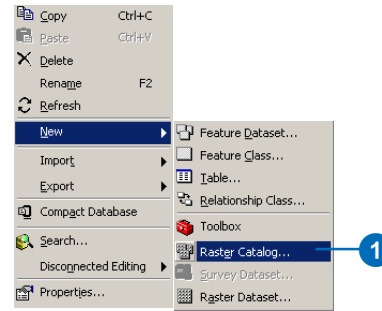 Copy Ctrl+C
Paste Ctrl+V
Delete
Rename F2
Refresh
New
Import
Export
Compact Database
Search...
Disconnected Editing
Properties...
Feature Dataset...
Feature Class...
Table...
Relationship Class...
Toolbox
Raster Catalog... 1
Survey Dataset...
Raster Dataset...